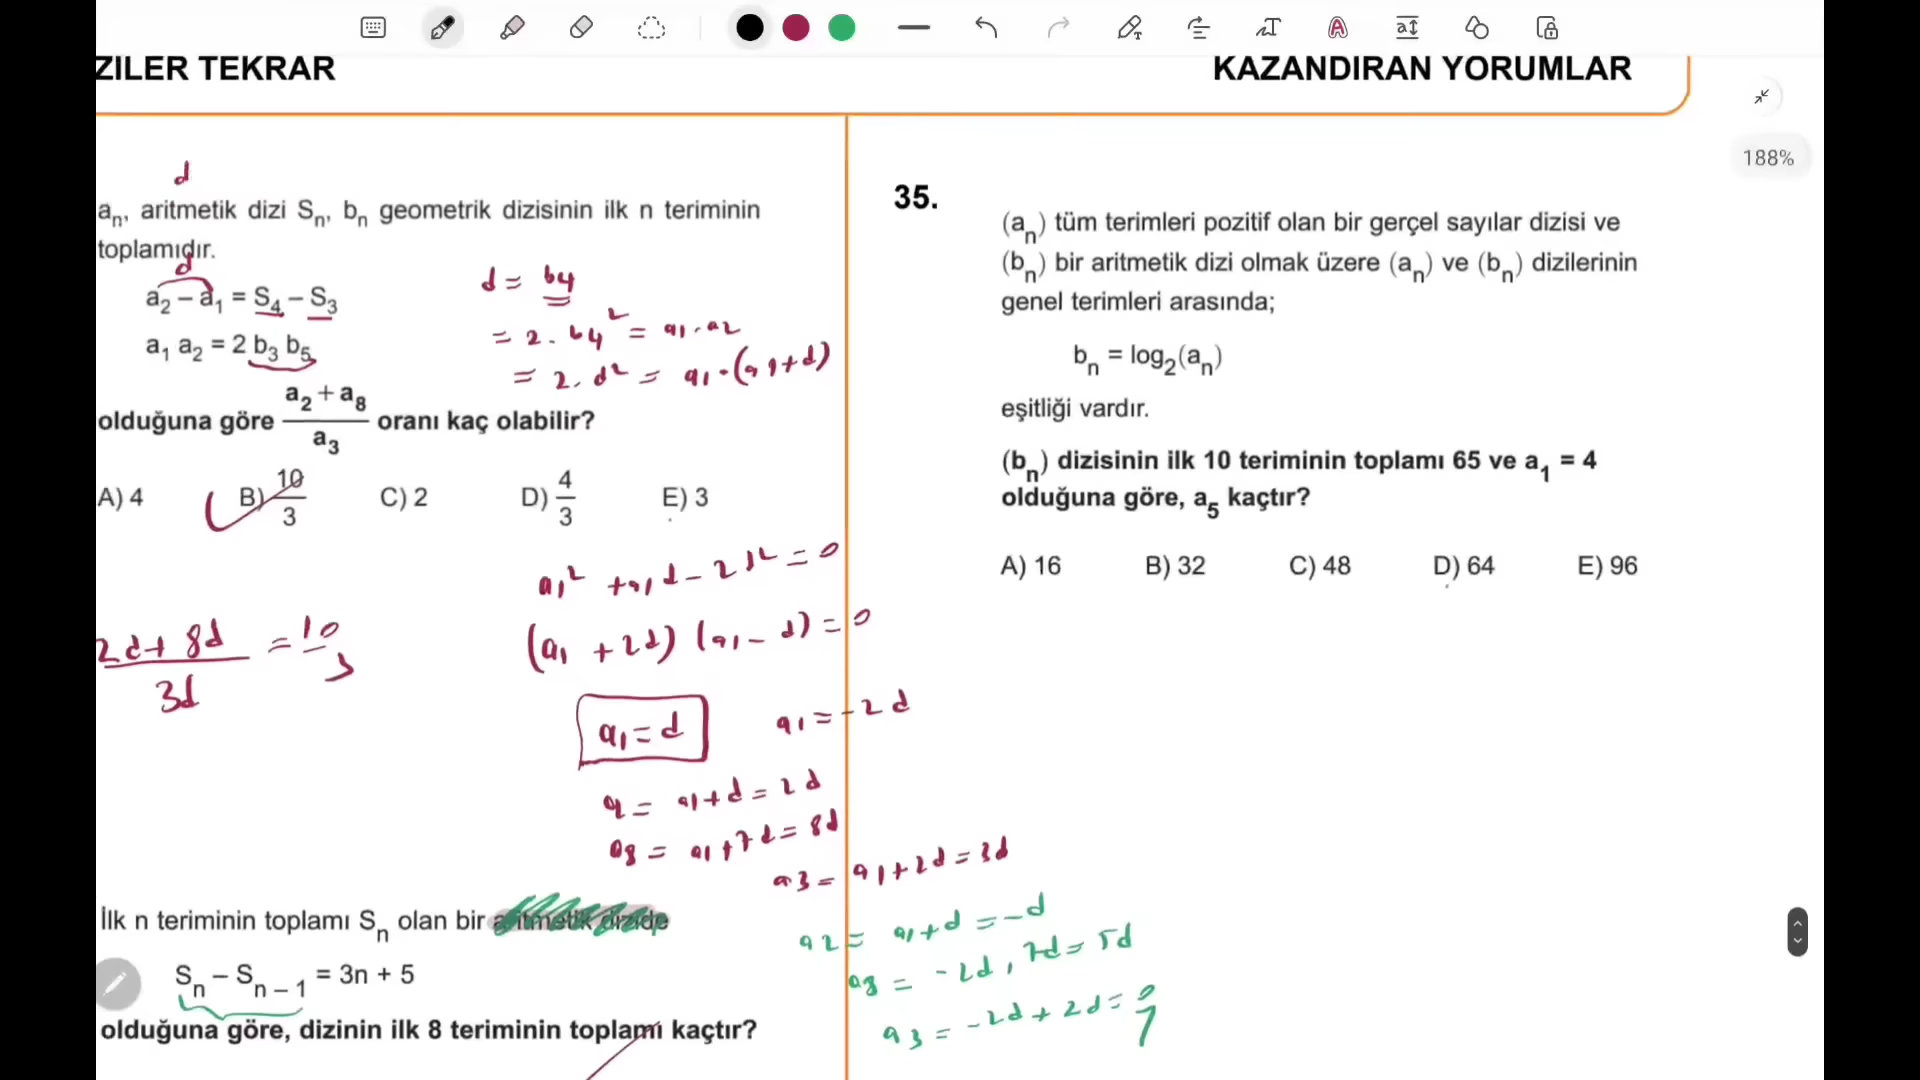 ZILER TEKRAR
KAZANDIRAN YORUMLAR
188%
d
aₙ, aritmetik dizi Sₙ, bₙ geometrik dizisinin ilk n teriminin
toplamıdır.
d
a₂ – a₁ = S₄ – S₃
a₁ a₂ = 2 b₃ b₅
olduğuna göre (a₂ + a₈)/a₃ oranı kaç olabilir?
A) 4 B) 10/3 C) 2 D) 4/3 E) 3
d = b4
= 2 . b4² = a1 . a2
= 2 . d² = a1 . (a1+d)
a1² + a1d - 2d² = 0
(a1 + 2d) (a1 - d) = 0
(2d + 8d)/3d = 10/3
a1 = d
a1 = -2d
a = a1 + d = 2d
a8 = a1 + 7d = 8d
a3 = a1 + 2d = 3d
a2 = a1 + d = -d
a8 = -2d, 7d = 5d
a3 = -2d + 2d = 0
İlk n teriminin toplamı Sₙ olan bir aritmetik dizide
Sₙ – Sₙ₋₁ = 3n + 5
olduğuna göre, dizinin ilk 8 teriminin toplamı kaçtır?
35.
(aₙ) tüm terimleri pozitif olan bir gerçel sayılar dizisi ve
(bₙ) bir aritmetik dizi olmak üzere (aₙ) ve (bₙ) dizilerinin
genel terimleri arasında;
bₙ = log₂(aₙ)
eşitliği vardır.
(bₙ) dizisinin ilk 10 teriminin toplamı 65 ve a₁ = 4
olduğuna göre, a₅ kaçtır?
A) 16 B) 32 C) 48 D) 64 E) 96